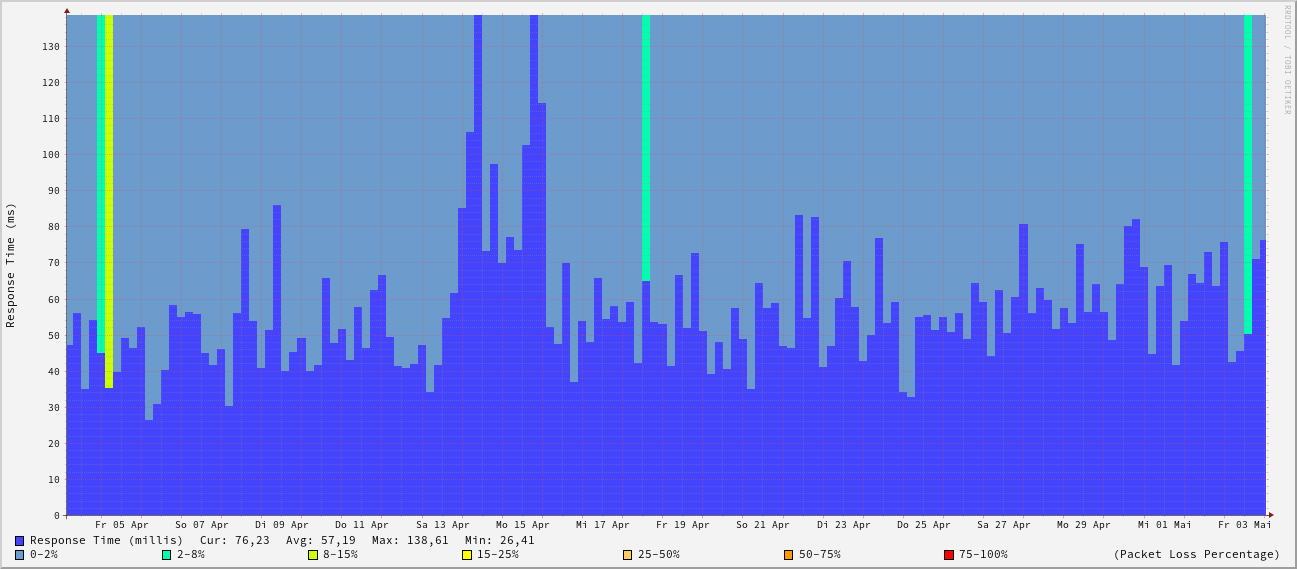 RRDTOOL / TOBI OETIKER
Response Time (ms)
130
120
110
100
90
80
70
60
50
40
30
20
10
0
Fr 05 Apr So 07 Apr Di 09 Apr Do 11 Apr Sa 13 Apr Mo 15 Apr Mi 17 Apr Fr 19 Apr So 21 Apr Di 23 Apr Do 25 Apr Sa 27 Apr Mo 29 Apr Mi 01 Mai Fr 03 Mai
Response Time (millis) Cur: 76,23 Avg: 57,19 Max: 138,61 Min: 26,41
0-2% 2-8% 8-15% 15-25% 25-50% 50-75% 75-100% (Packet Loss Percentage)